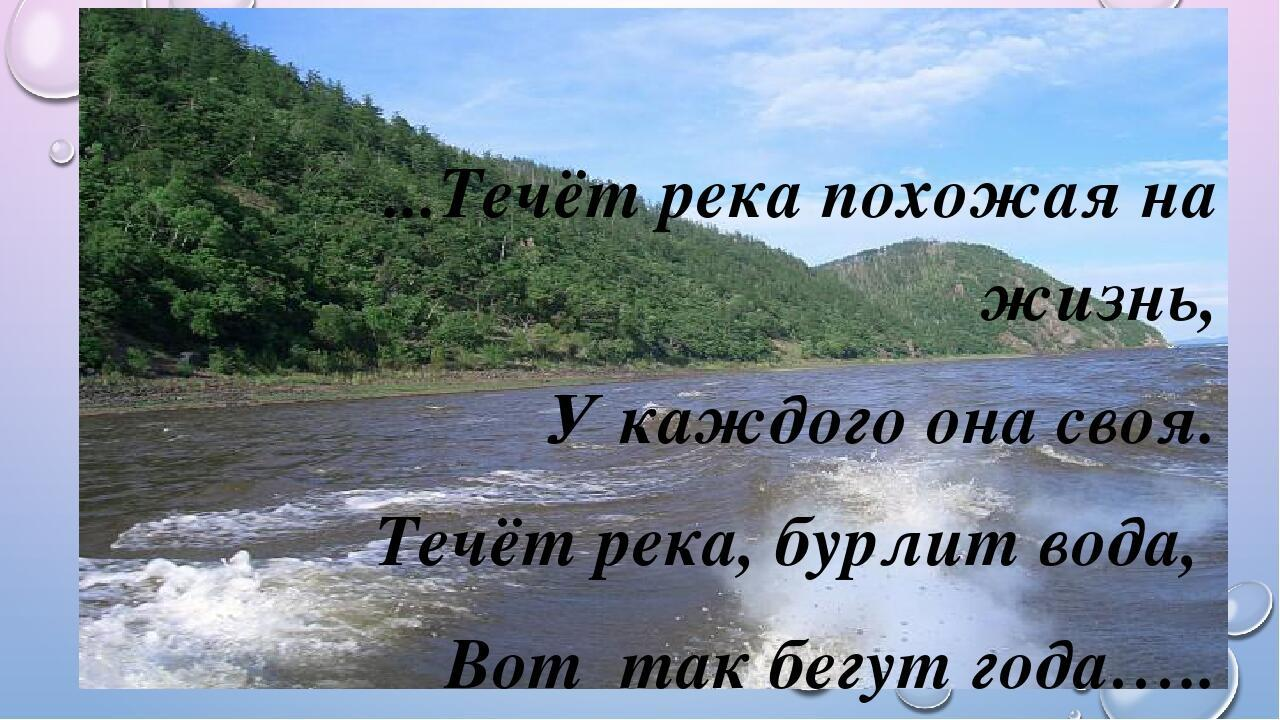 ...Течёт река похожая на
жизнь,
У каждого она своя.
Течёт река, бурлит вода,
Вот  так бегут года.....